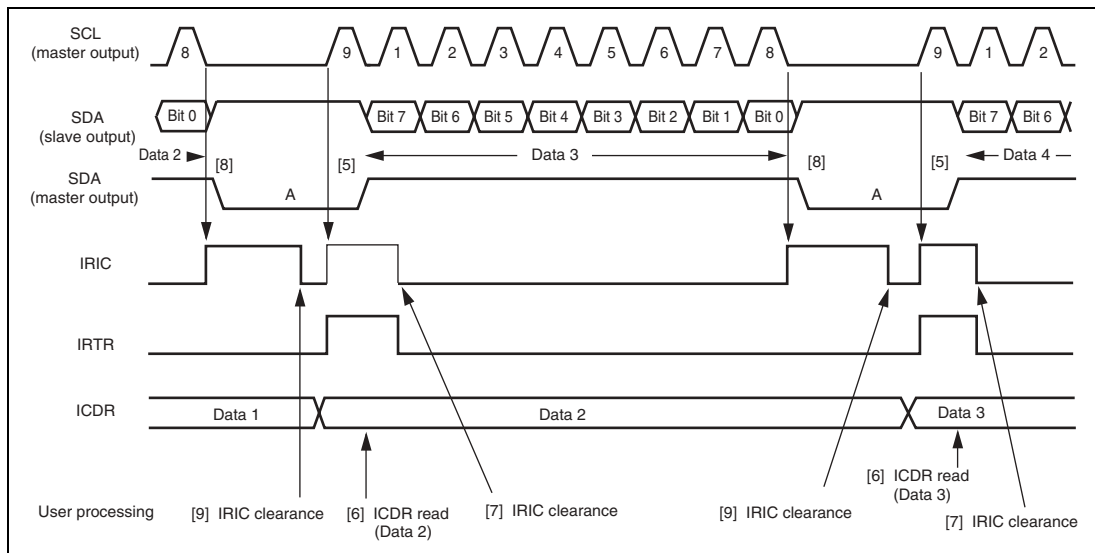 SCL
(master output)
8 9 1 2 3 4 5 6 7 8 9 1 2
SDA
(slave output)
Bit 0 Bit 7 Bit 6 Bit 5 Bit 4 Bit 3 Bit 2 Bit 1 Bit 0 Bit 7 Bit 6
Data 2 [8] [5] Data 3 [8] [5] Data 4
SDA
(master output)
A A
IRIC
IRTR
ICDR
Data 1 Data 2 Data 3
User processing
[9] IRIC clearance
[6] ICDR read
(Data 2)
[7] IRIC clearance
[9] IRIC clearance
[6] ICDR read
(Data 3)
[7] IRIC clearance